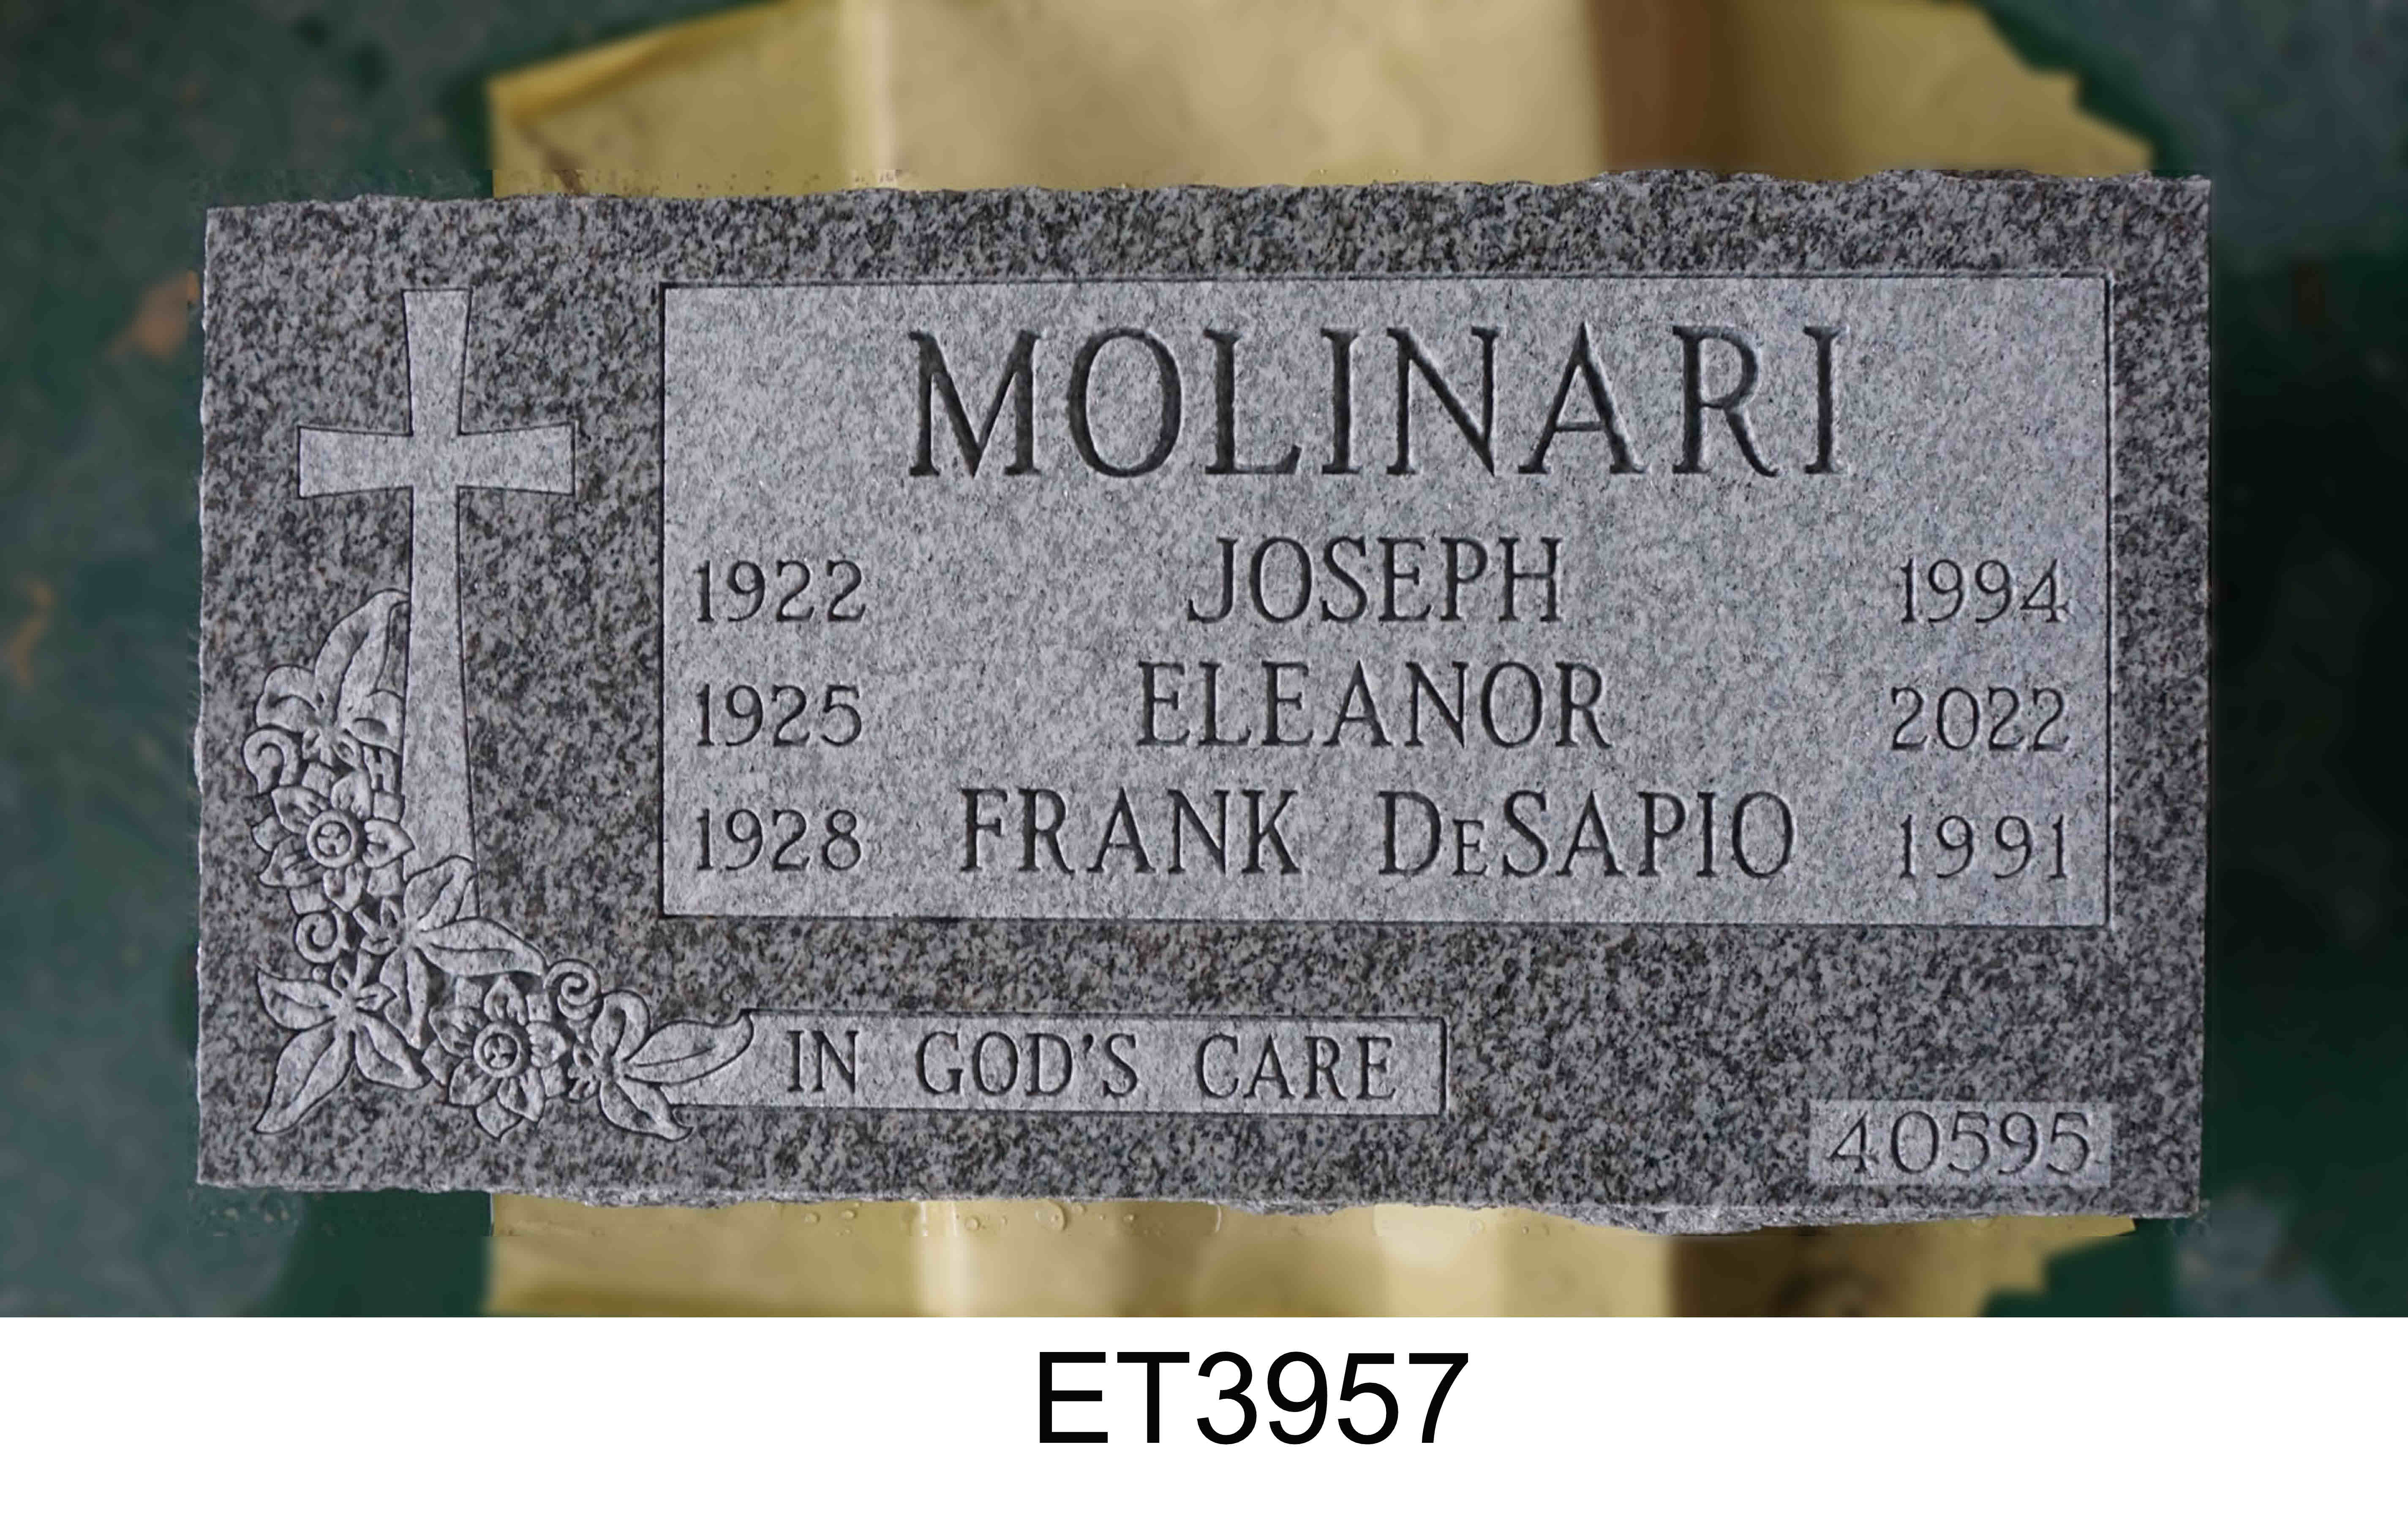 MOLINARI
1922 JOSEPH 1994
1925 ELEANOR 2022
1928 FRANK DeSAPIO 1991
IN GOD'S CARE
40595
ET3957